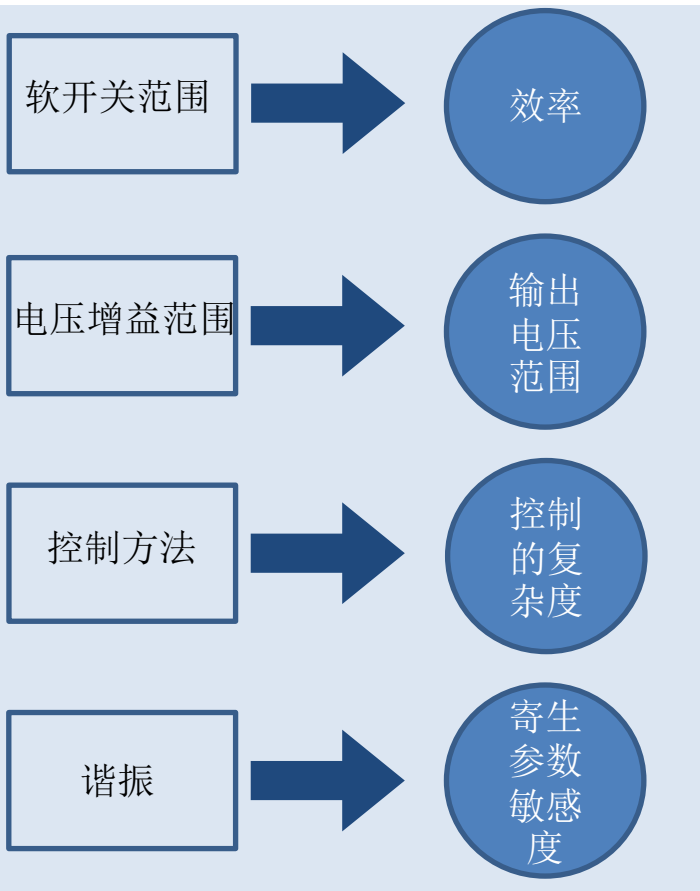 软开关范围
效率
电压增益范围
输出
电压
范围
控制方法
控制
的复
杂度
谐振
寄生
参数
敏感
度